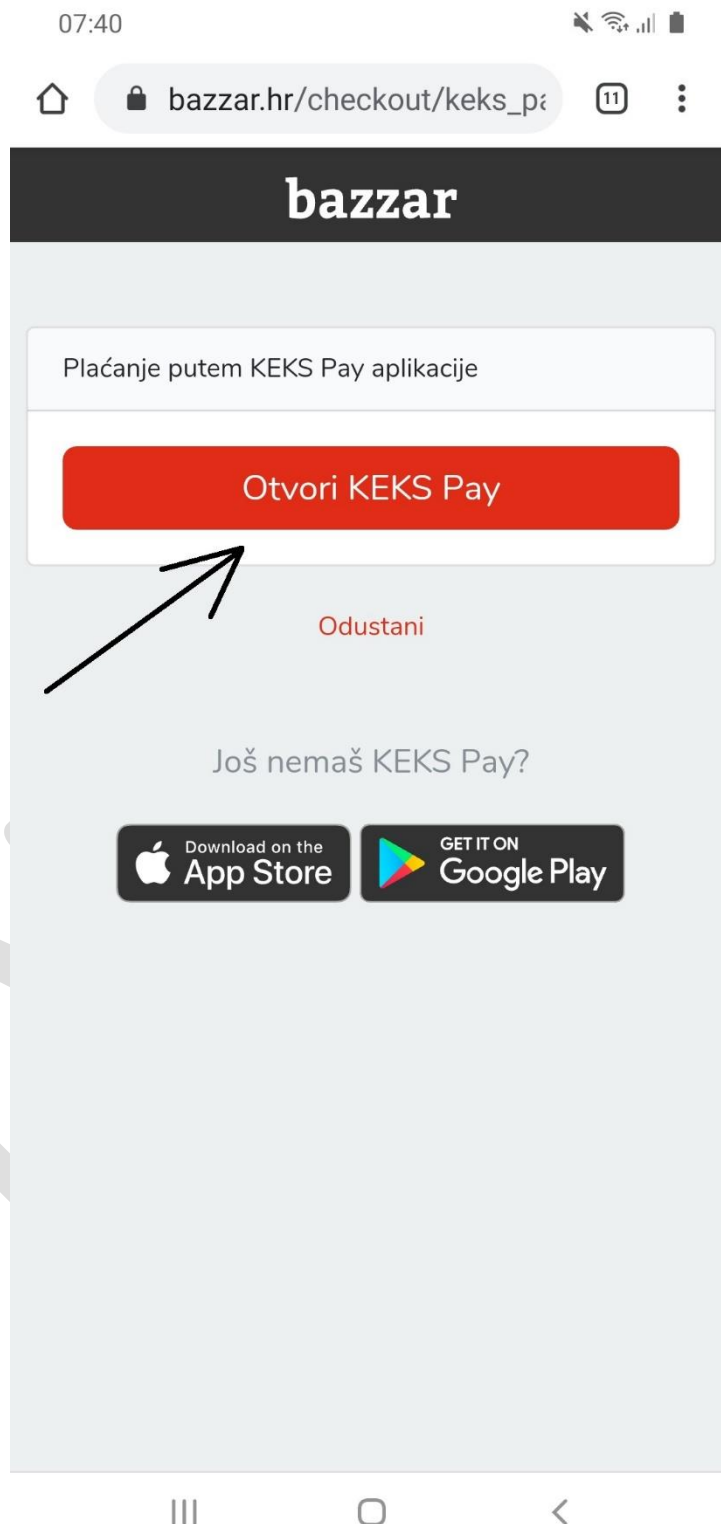 07:40
bazzar.hr/checkout/keks_pa
11
bazzar
Plaćanje putem KEKS Pay aplikacije
Otvori KEKS Pay
Odustani
Još nemaš KEKS Pay?
Download on the
App Store
GET IT ON
Google Play